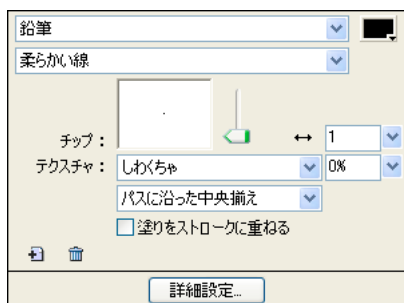 鉛筆
柔らかい線
チップ： 1
テクスチャ： しわくちゃ 0%
パスに沿った中央揃え
塗りをストロークに重ねる
詳細設定...